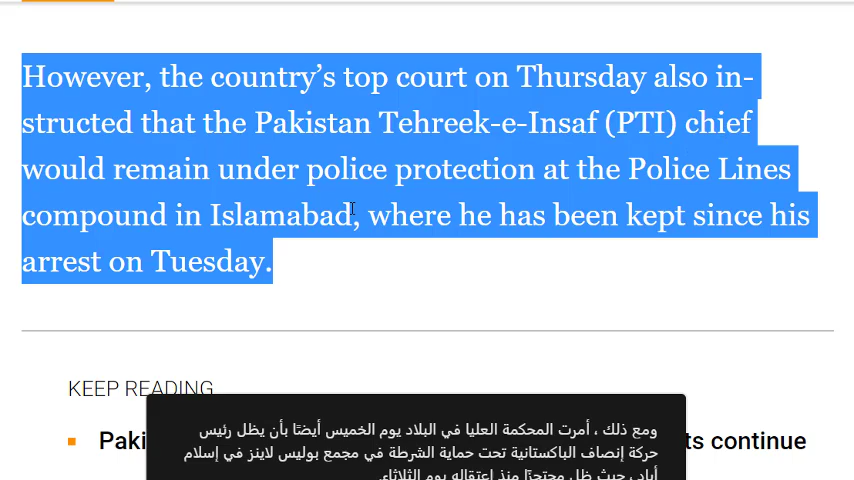 However, the country’s top court on Thursday also in-
structed that the Pakistan Tehreek-e-Insaf (PTI) chief
would remain under police protection at the Police Lines
compound in Islamabad, where he has been kept since his
arrest on Tuesday.
KEEP READING
Paki
ts continue
ومع ذلك ، أمرت المحكمة العليا في البلاد يوم الخميس أيضًا بأن يظل رئيس
حركة إنصاف الباكستانية تحت حماية الشرطة في مجمع بوليس لاينز في إسلام
أباد ، حيث ظل محتجزًا منذ اعتقاله يوم الثلاثاء.